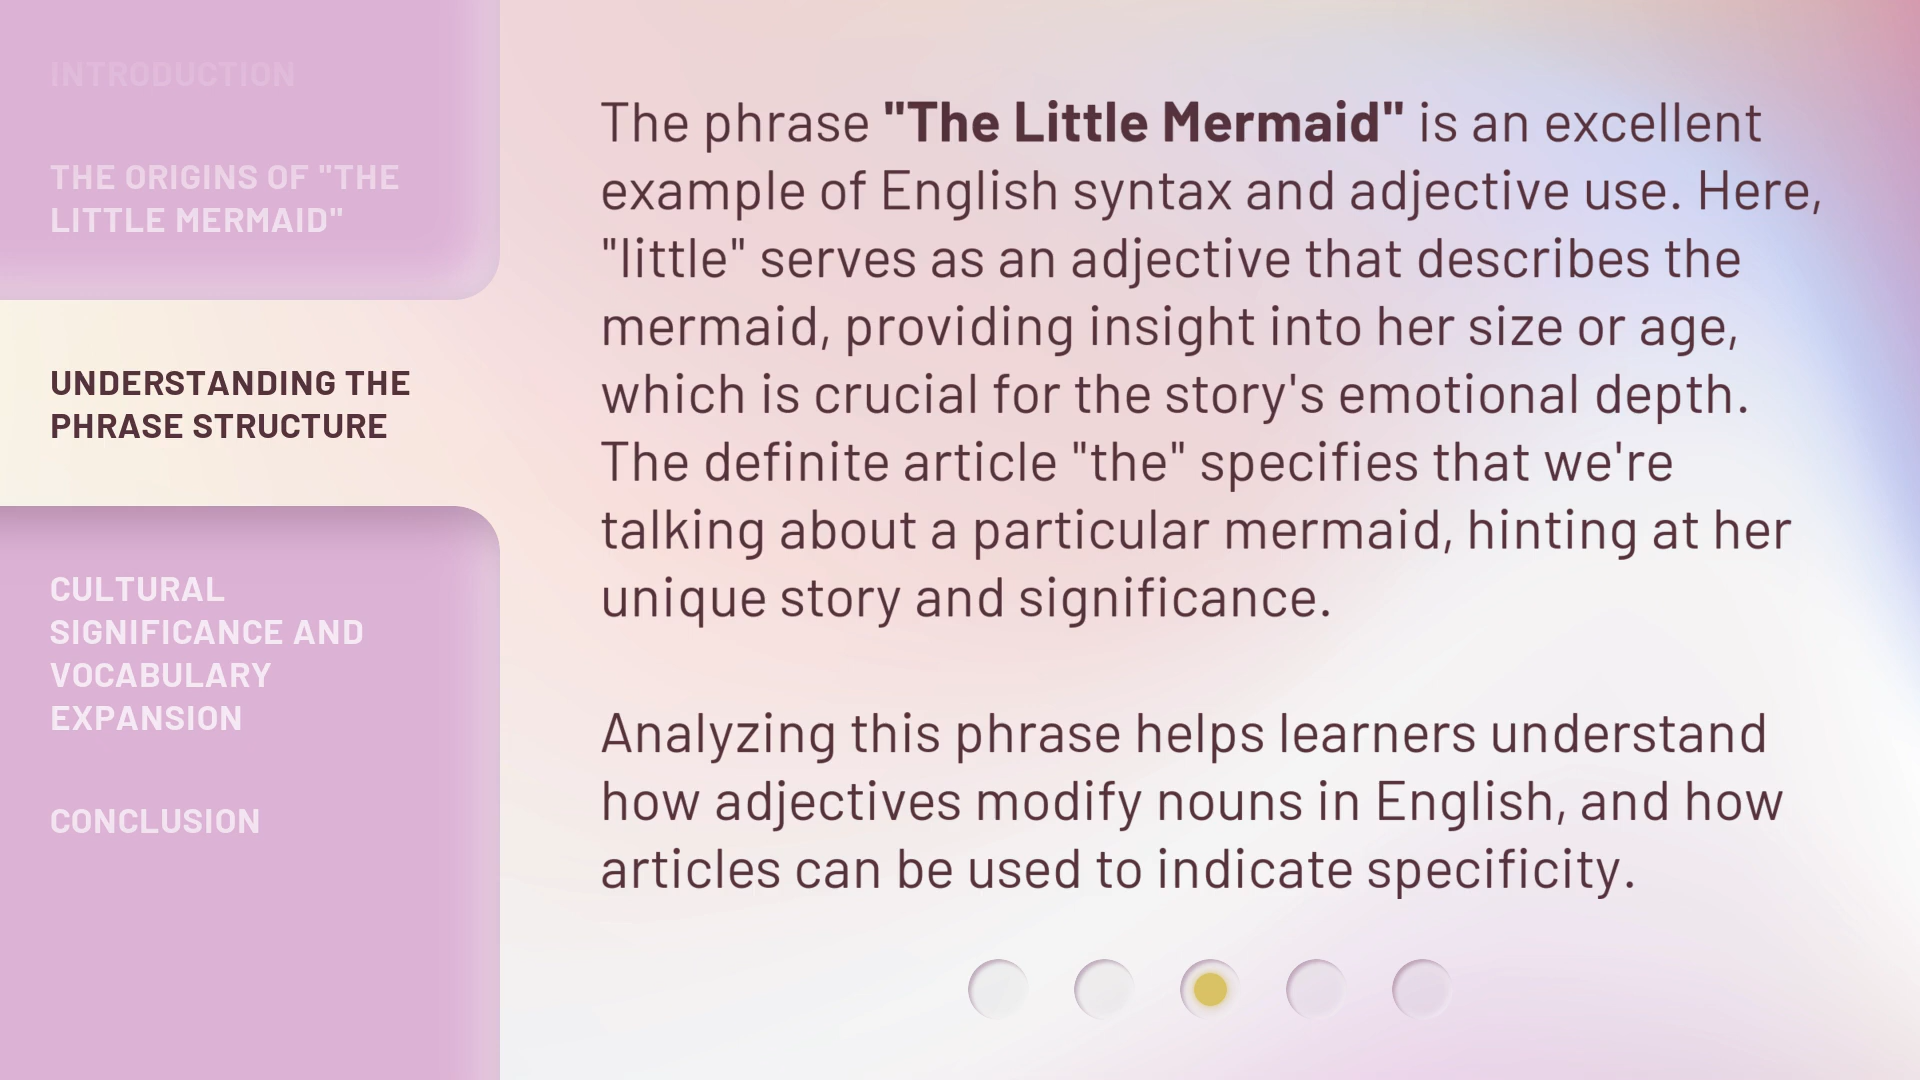 INTRODUCTION
THE ORIGINS OF "THE
LITTLE MERMAID"
UNDERSTANDING THE
PHRASE STRUCTURE
CULTURAL
SIGNIFICANCE AND
VOCABULARY
EXPANSION
CONCLUSION
The phrase "The Little Mermaid" is an excellent
example of English syntax and adjective use. Here,
"little" serves as an adjective that describes the
mermaid, providing insight into her size or age,
which is crucial for the story's emotional depth.
The definite article "the" specifies that we're
talking about a particular mermaid, hinting at her
unique story and significance.
Analyzing this phrase helps learners understand
how adjectives modify nouns in English, and how
articles can be used to indicate specificity.